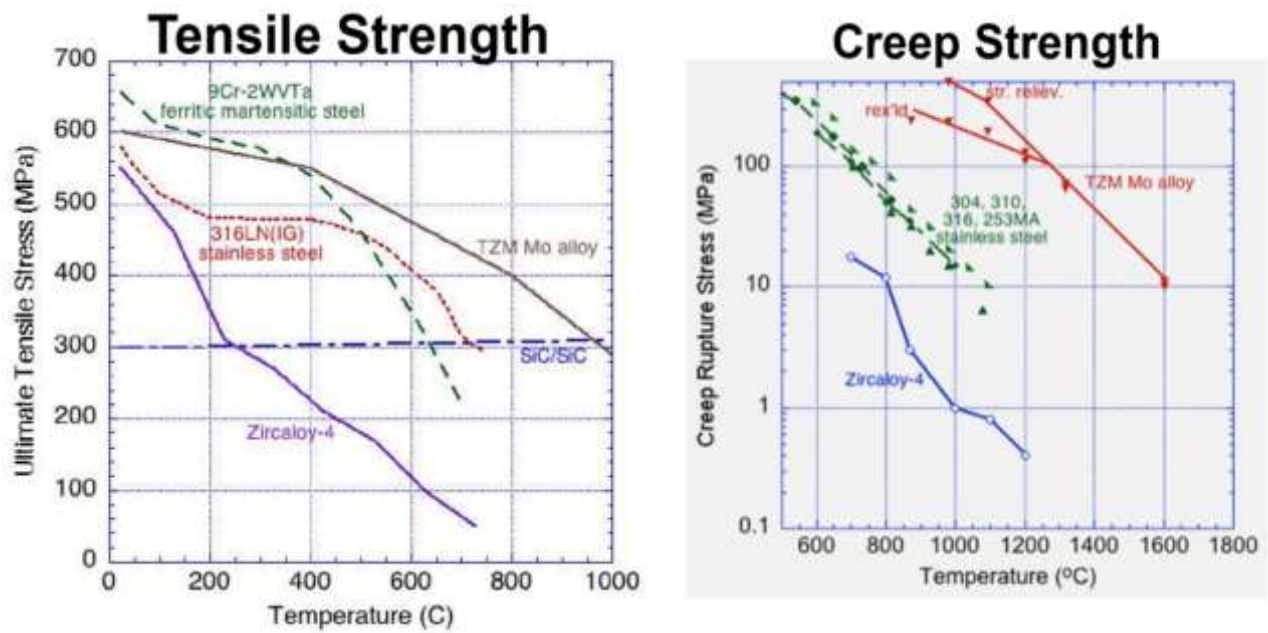 Tensile Strength
700
600
500
400
300
200
100
0
Ultimate Tensile Stress (MPa)
9Cr-2WVTa
ferritic martensitic steel
316LN(IG)
stainless steel
TZM Mo alloy
SiC/SiC
Zircaloy-4
0 200 400 600 800 1000
Temperature (C)
Creep Strength
100
10
1
0.1
Creep Rupture Stress (MPa)
str. reliev.
rex'ld
TZM Mo alloy
304, 310,
316, 253MA
stainless steel
Zircaloy-4
600 800 1000 1200 1400 1600 1800
Temperature (ºC)